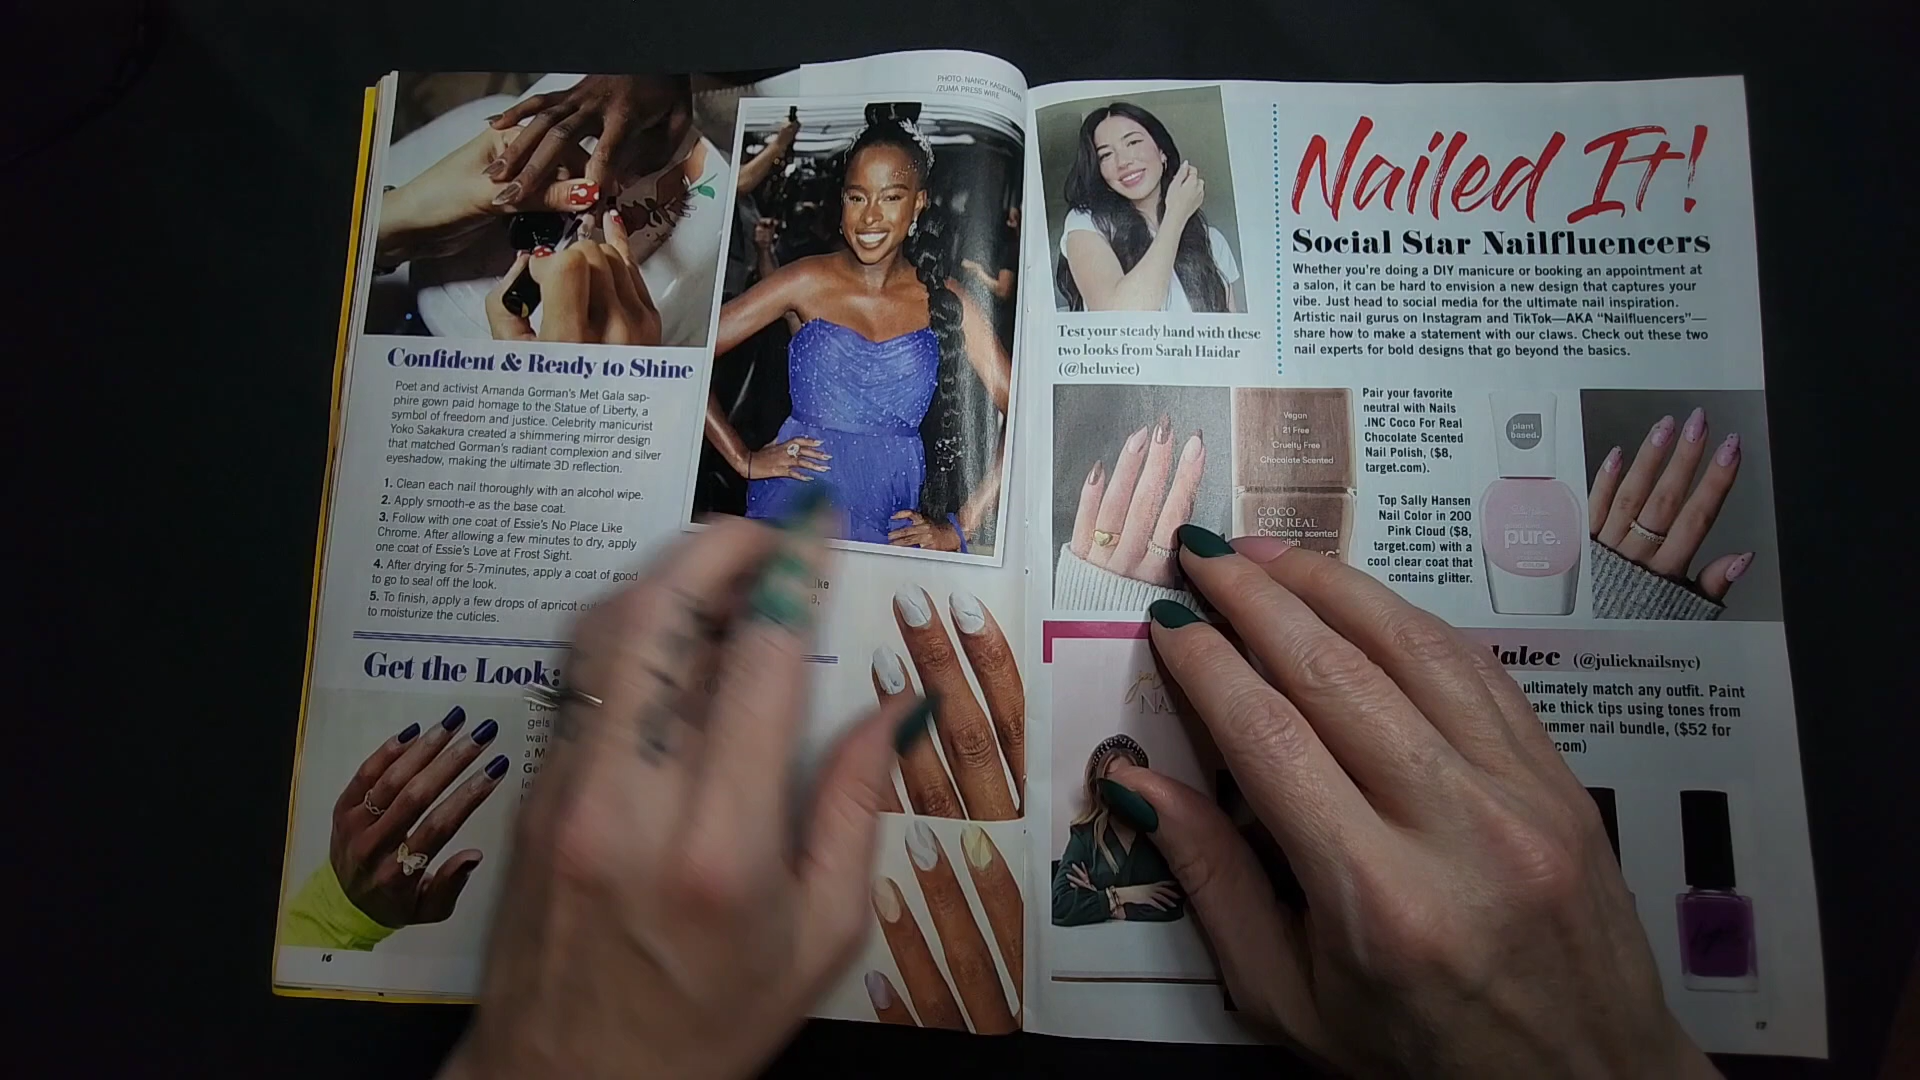 PHOTO: NANCY KASZERMAN
/ZUMA PRESS WIRE
Confident & Ready to Shine
Poet and activist Amanda Gorman's Met Gala sap-
phire gown paid homage to the Statue of Liberty, a
symbol of freedom and justice. Celebrity manicurist
Yoko Sakakura created a shimmering mirror design
that matched Gorman's radiant complexion and silver
eyeshadow, making the ultimate 3D reflection.
1. Clean each nail thoroughly with an alcohol wipe.
2. Apply smooth-e as the base coat.
3. Follow with one coat of Essie's No Place Like
Chrome. After allowing a few minutes to dry, apply
one coat of Essie's Love at Frost Sight.
4. After drying for 5-7minutes, apply a coat of good
to go to seal off the look.
5. To finish, apply a few drops of apricot
to moisturize the cuticles.
Get the Look:
gels
wait
a
16
Nailed It!
Social Star Nailfluencers
Whether you're doing a DIY manicure or booking an appointment at
a salon, it can be hard to envision a new design that captures your
vibe. Just head to social media for the ultimate nail inspiration.
Artistic nail gurus on Instagram and TikTok—AKA "Nailfluencers"—
share how to make a statement with our claws. Check out these two
nail experts for bold designs that go beyond the basics.
Test your steady hand with these
two looks from Sarah Haidar
(@heluviee)
Vegan
21 Free
Cruelty Free
Chocolate Scented
COCO
FOR REAL
Chocolate scented
Pair your favorite
neutral with Nails
.INC Coco For Real
Chocolate Scented
Nail Polish, ($8,
target.com).
Top Sally Hansen
Nail Color in 200
Pink Cloud ($8,
target.com) with a
cool clear coat that
contains glitter.
plant
based.
pure.
COLOR
(@julieknailsnyc)
ultimately match any outfit. Paint
thick tips using tones from
nail bundle, ($52 for
17